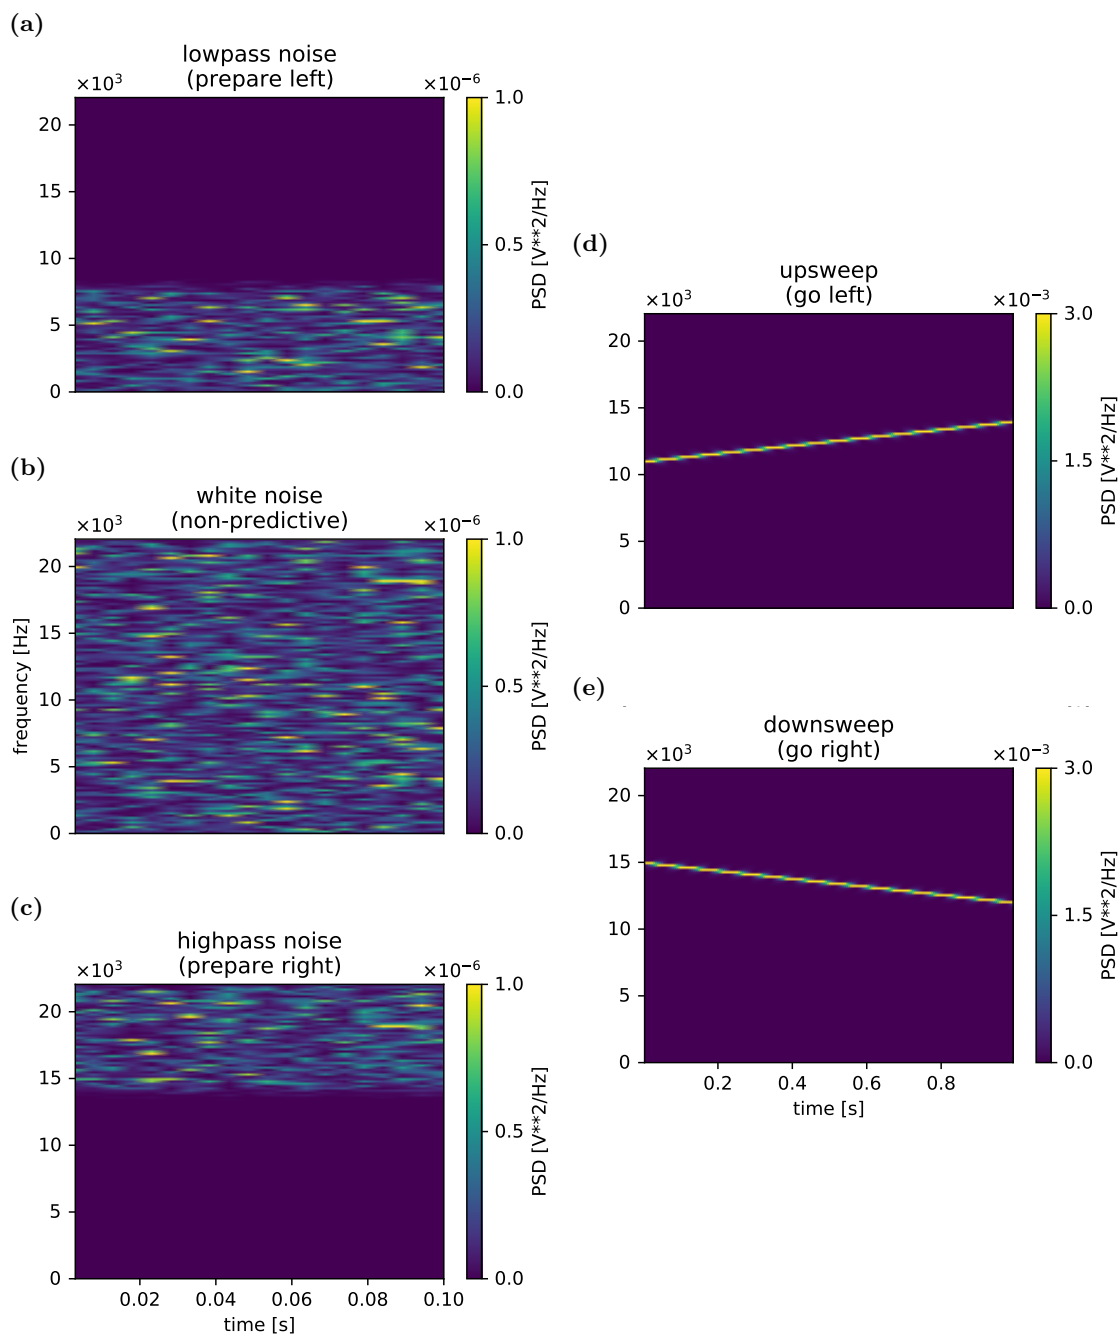 (a)
lowpass noise
(prepare left)
×10³ ×10⁻⁶
20
15
10
5
0
1.0
0.5
0.0
PSD [V**2/Hz]
(b)
white noise
(non-predictive)
×10³ ×10⁻⁶
20
15
10
5
0
frequency [Hz]
1.0
0.5
0.0
PSD [V**2/Hz]
(c)
highpass noise
(prepare right)
×10³ ×10⁻⁶
20
15
10
5
0
0.02 0.04 0.06 0.08 0.10
time [s]
1.0
0.5
0.0
PSD [V**2/Hz]
(d)
upsweep
(go left)
×10³ ×10⁻³
20
15
10
5
0
3.0
1.5
0.0
PSD [V**2/Hz]
(e)
downsweep
(go right)
×10³ ×10⁻³
20
15
10
5
0
0.2 0.4 0.6 0.8
time [s]
3.0
1.5
0.0
PSD [V**2/Hz]